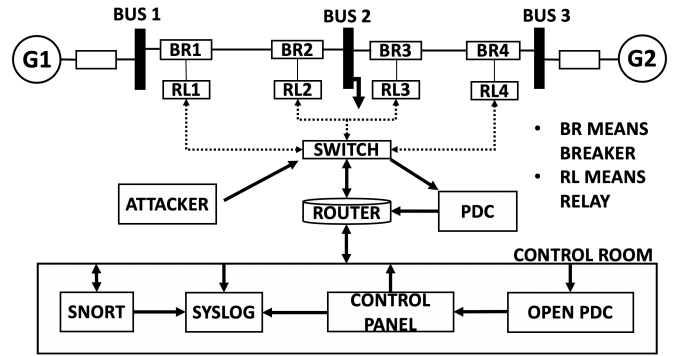 BUS 1
BUS 2
BUS 3
G1
BR1
BR2
BR3
BR4
G2
RL1
RL2
RL3
RL4
SWITCH
• BR MEANS
BREAKER
• RL MEANS
RELAY
ATTACKER
ROUTER
PDC
CONTROL ROOM
SNORT
SYSLOG
CONTROL
PANEL
OPEN PDC